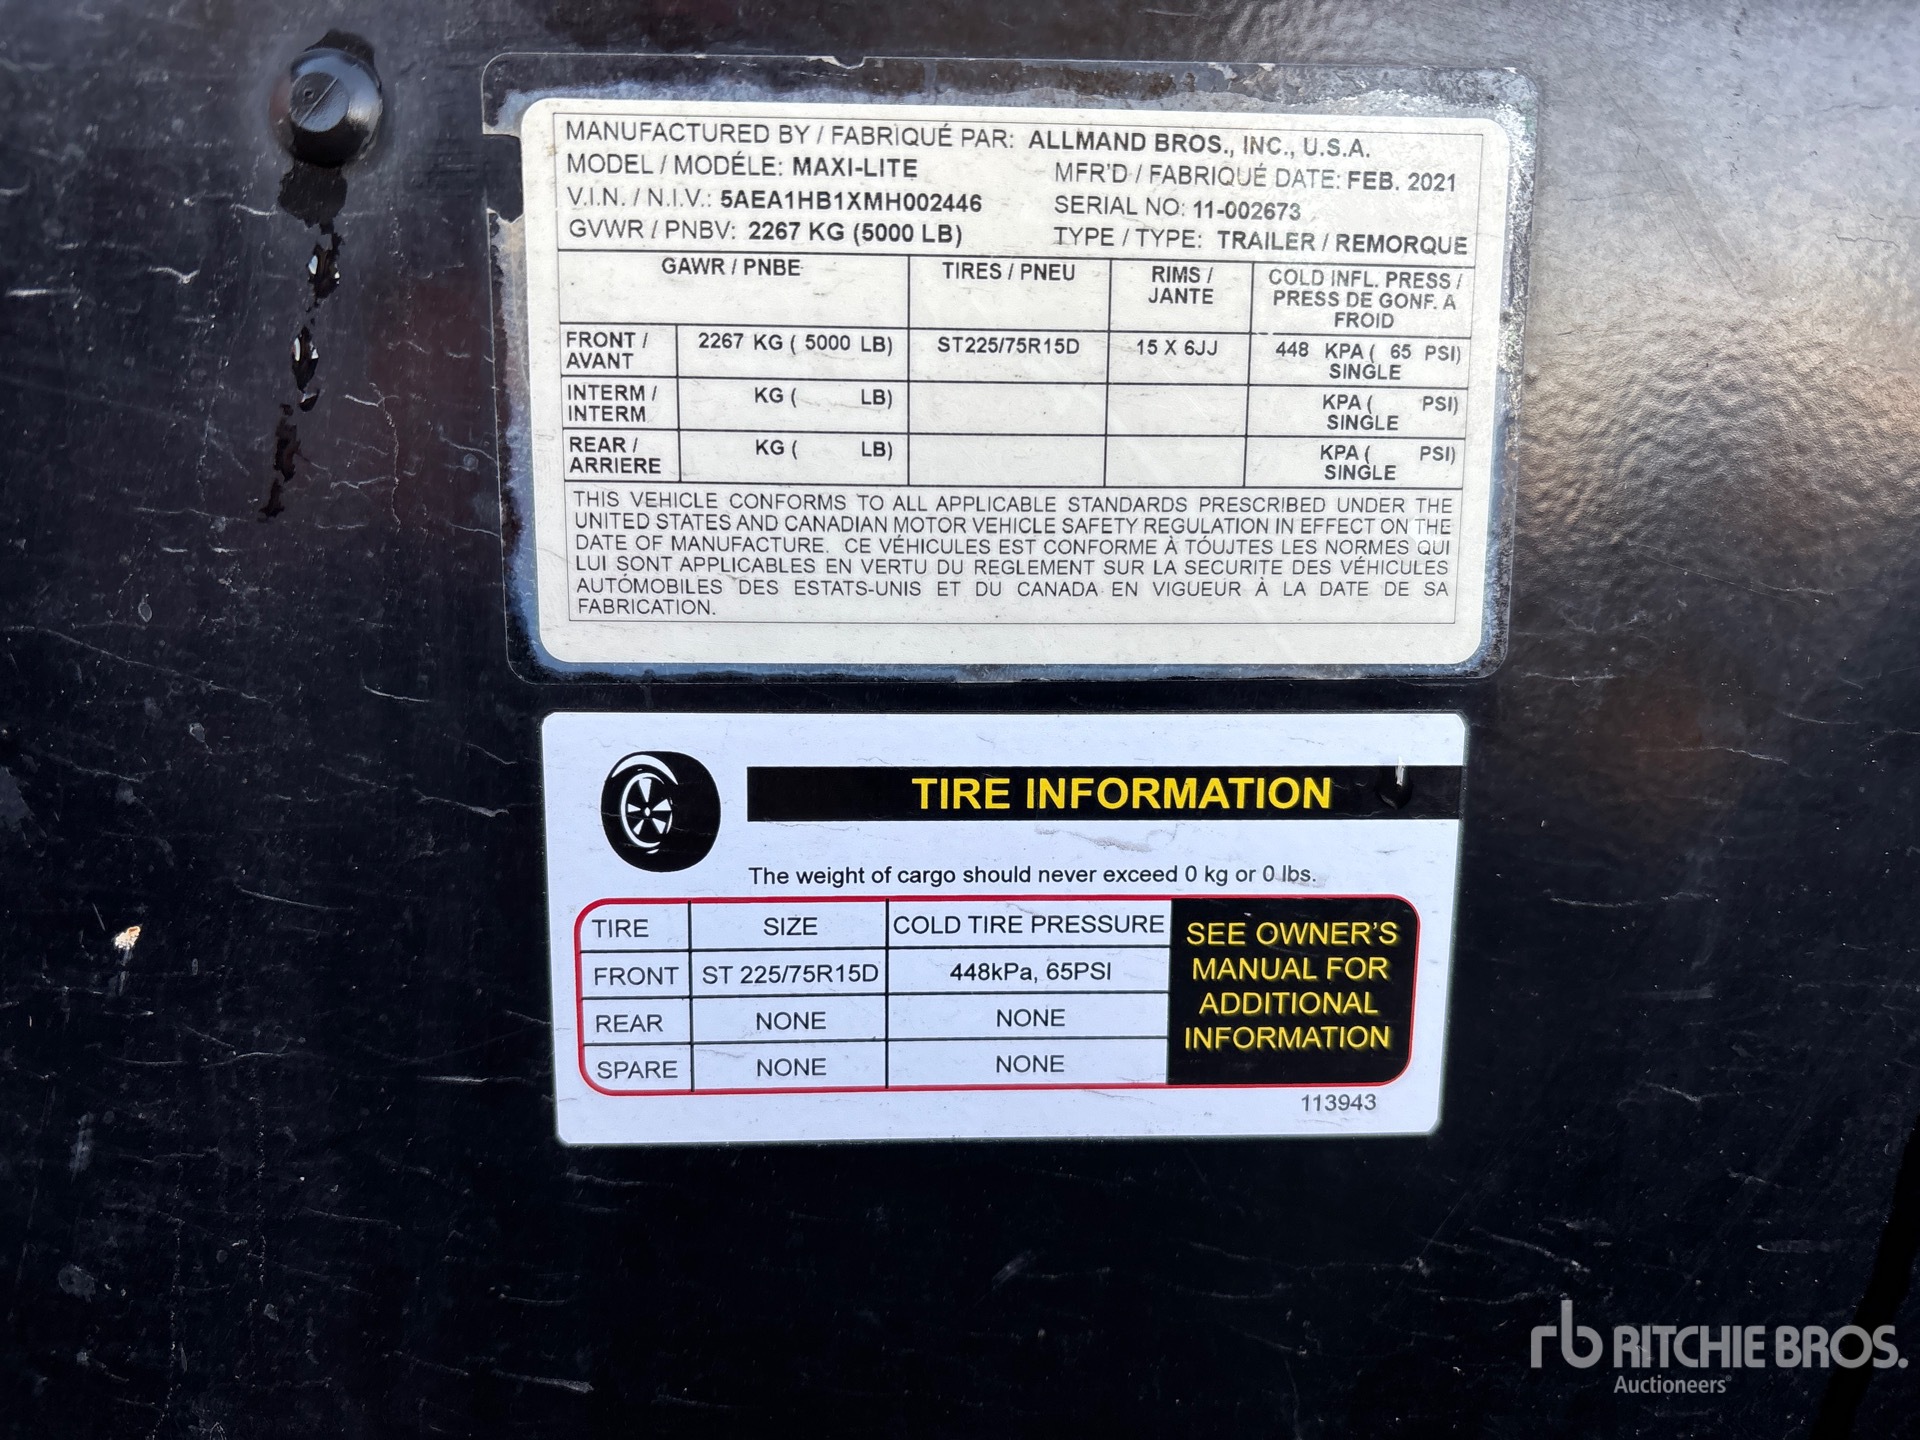 MANUFACTURED BY / FABRIQUÉ PAR: ALLMAND BROS., INC., U.S.A.
MODEL / MODÉLE: MAXI-LITE MFR'D / FABRIQUÉ DATE: FEB. 2021
V.I.N. / N.I.V.: 5AEA1HB1XMH002446 SERIAL NO: 11-002673
GVWR / PNBV: 2267 KG (5000 LB) TYPE / TYPE: TRAILER / REMORQUE
GAWR / PNBE TIRES / PNEU RIMS / JANTE COLD INFL. PRESS / PRESS DE GONF. A FROID
FRONT / AVANT 2267 KG ( 5000 LB) ST225/75R15D 15 X 6JJ 448 KPA ( 65 PSI) SINGLE
INTERM / INTERM KG ( LB) KPA ( PSI) SINGLE
REAR / ARRIERE KG ( LB) KPA ( PSI) SINGLE
THIS VEHICLE CONFORMS TO ALL APPLICABLE STANDARDS PRESCRIBED UNDER THE
UNITED STATES AND CANADIAN MOTOR VEHICLE SAFETY REGULATION IN EFFECT ON THE
DATE OF MANUFACTURE. CE VÉHICULES EST CONFORME À TÓUJTES LES NORMES QUI
LUI SONT APPLICABLES EN VERTU DU REGLEMENT SUR LA SECURITE DES VÉHICULES
AUTÓMOBILES DES ESTATS-UNIS ET DU CANADA EN VIGUEUR À LA DATE DE SA
FABRICATION.
TIRE INFORMATION
The weight of cargo should never exceed 0 kg or 0 lbs.
TIRE SIZE COLD TIRE PRESSURE
FRONT ST 225/75R15D 448kPa, 65PSI
REAR NONE NONE
SPARE NONE NONE
SEE OWNER'S
MANUAL FOR
ADDITIONAL
INFORMATION
113943
rb RITCHIE BROS.
Auctioneers